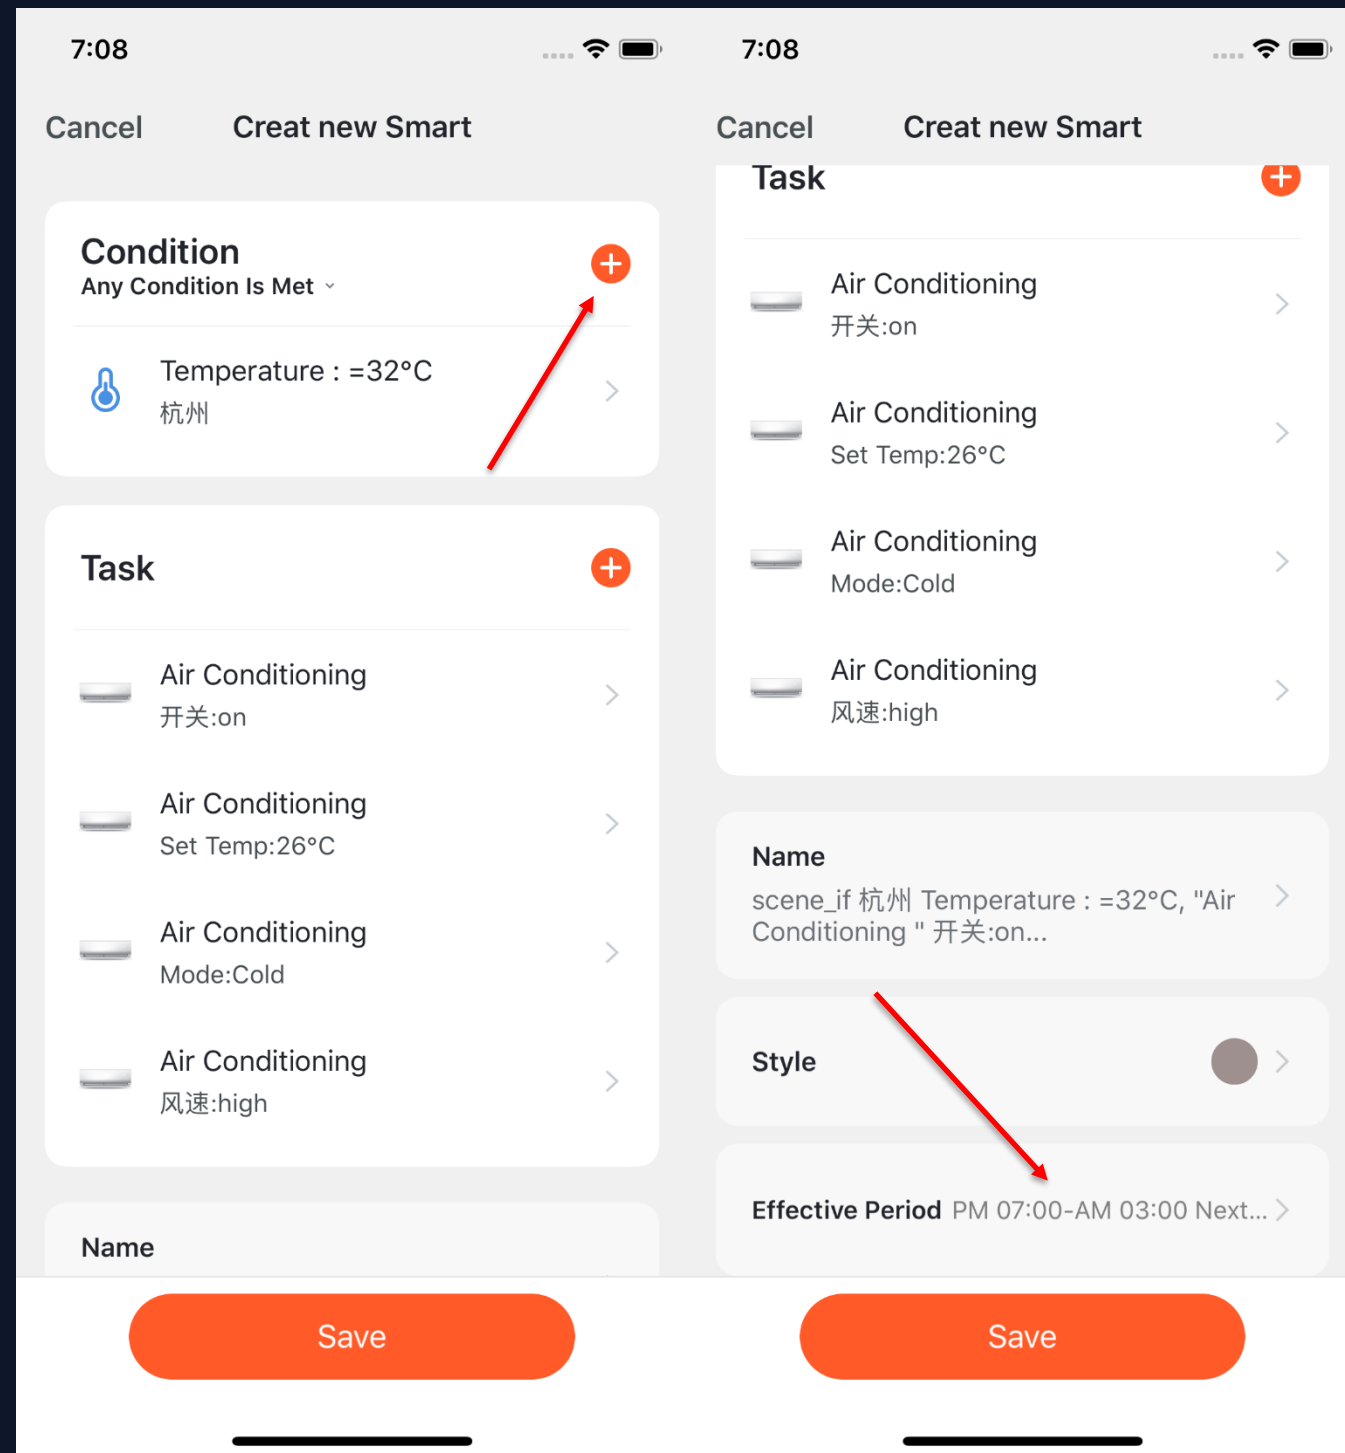 7:08
Cancel
Creat new Smart
Condition
Any Condition Is Met
Temperature : =32°C
杭州
Task
Air Conditioning
开关:on
Air Conditioning
Set Temp:26°C
Air Conditioning
Mode:Cold
Air Conditioning
风速:high
Name
Save
7:08
Cancel
Creat new Smart
Task
Air Conditioning
开关:on
Air Conditioning
Set Temp:26°C
Air Conditioning
Mode:Cold
Air Conditioning
风速:high
Name
scene_if 杭州 Temperature : =32°C, "Air
Conditioning " 开关:on...
Style
Effective Period PM 07:00-AM 03:00 Next...
Save